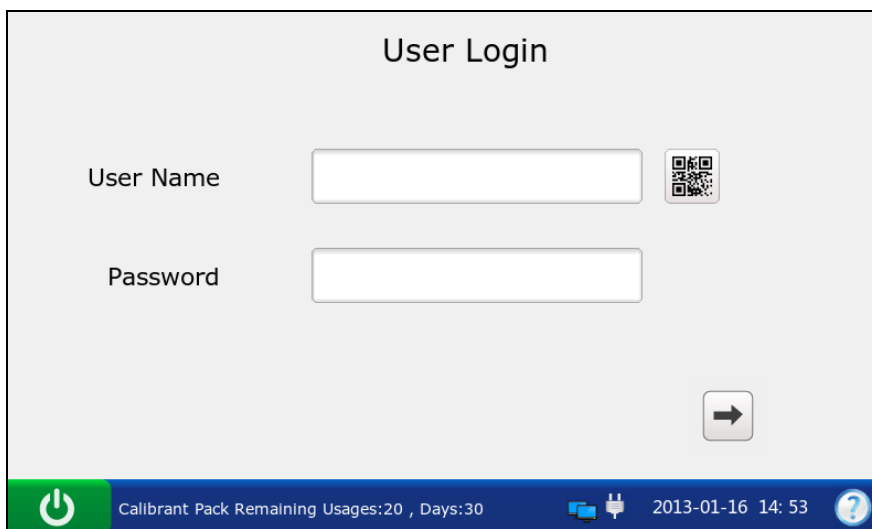 User Login
User Name
Password
Calibrant Pack Remaining Usages:20 , Days:30
2013-01-16 14: 53
?